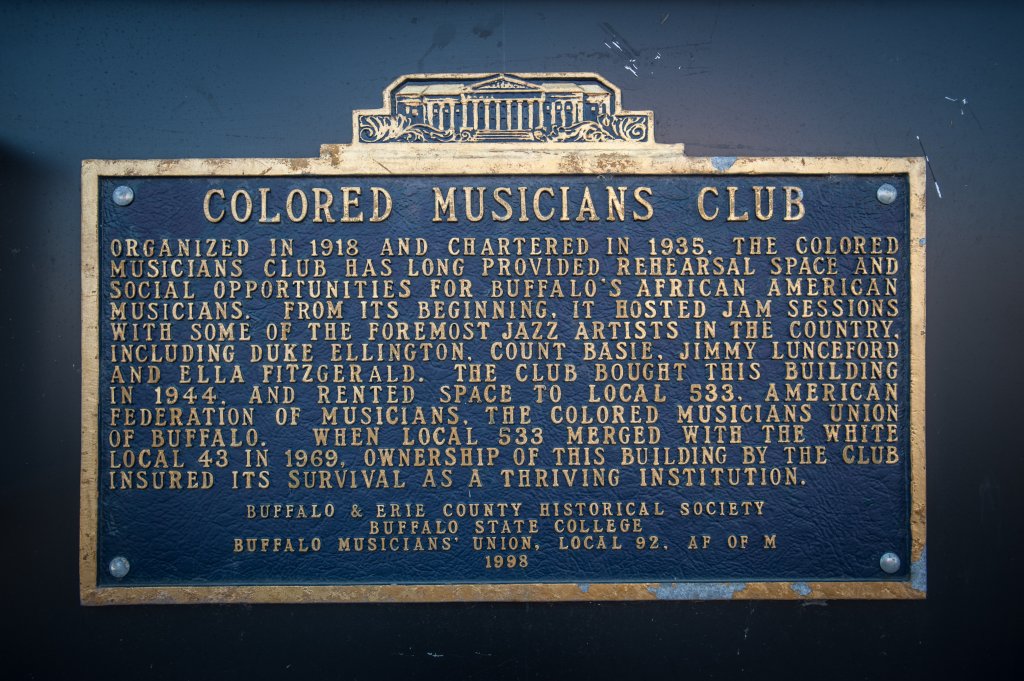 COLORED MUSICIANS CLUB
ORGANIZED IN 1918 AND CHARTERED IN 1935, THE COLORED
MUSICIANS CLUB HAS LONG PROVIDED REHEARSAL SPACE AND
SOCIAL OPPORTUNITIES FOR BUFFALO'S AFRICAN AMERICAN
MUSICIANS. FROM ITS BEGINNING, IT HOSTED JAM SESSIONS
WITH SOME OF THE FOREMOST JAZZ ARTISTS IN THE COUNTRY,
INCLUDING DUKE ELLINGTON, COUNT BASIE, JIMMY LUNCEFORD
AND ELLA FITZGERALD. THE CLUB BOUGHT THIS BUILDING
IN 1944, AND RENTED SPACE TO LOCAL 533, AMERICAN
FEDERATION OF MUSICIANS, THE COLORED MUSICIANS UNION
OF BUFFALO. WHEN LOCAL 533 MERGED WITH THE WHITE
LOCAL 43 IN 1969, OWNERSHIP OF THIS BUILDING BY THE CLUB
INSURED ITS SURVIVAL AS A THRIVING INSTITUTION.
BUFFALO & ERIE COUNTY HISTORICAL SOCIETY
BUFFALO STATE COLLEGE
BUFFALO MUSICIANS' UNION, LOCAL 92, AF OF M
1998